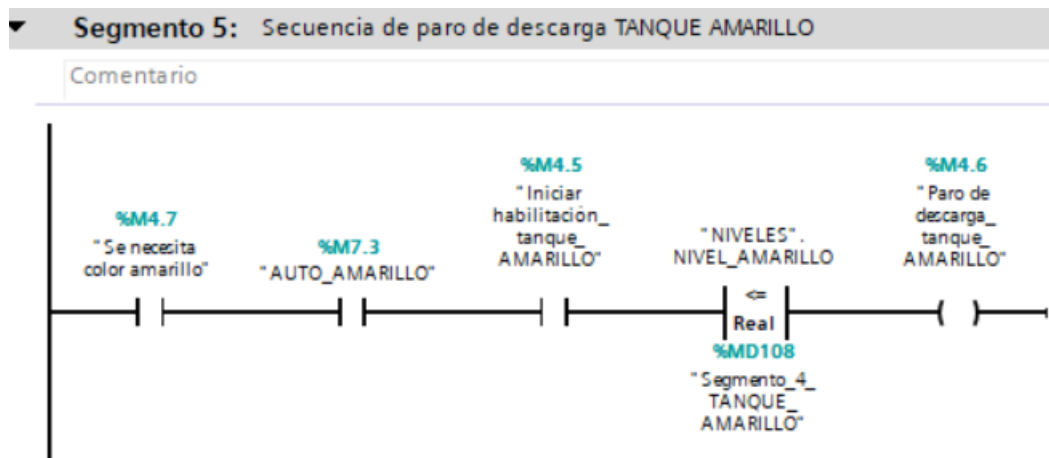 Segmento 5: Secuencia de paro de descarga TANQUE AMARILLO
Comentario
%M4.7
"Se necesita
color amarillo"
%M7.3
"AUTO_AMARILLO"
%M4.5
"Iniciar
habilitación_
tanque_
AMARILLO"
"NIVELES".
NIVEL_AMARILLO
<=
Real
%MD108
"Segmento_4_
TANQUE_
AMARILLO"
%M4.6
"Paro de
descarga_
tanque_
AMARILLO"